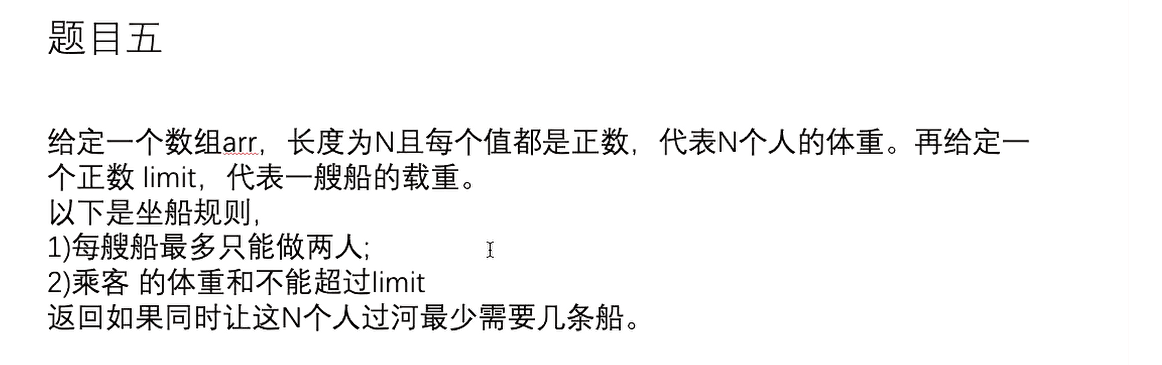 题目五
给定一个数组arr，长度为N且每个值都是正数，代表N个人的体重。再给定一
个正数 limit，代表一艘船的载重。
以下是坐船规则，
1)每艘船最多只能做两人;
2)乘客 的体重和不能超过limit
返回如果同时让这N个人过河最少需要几条船。